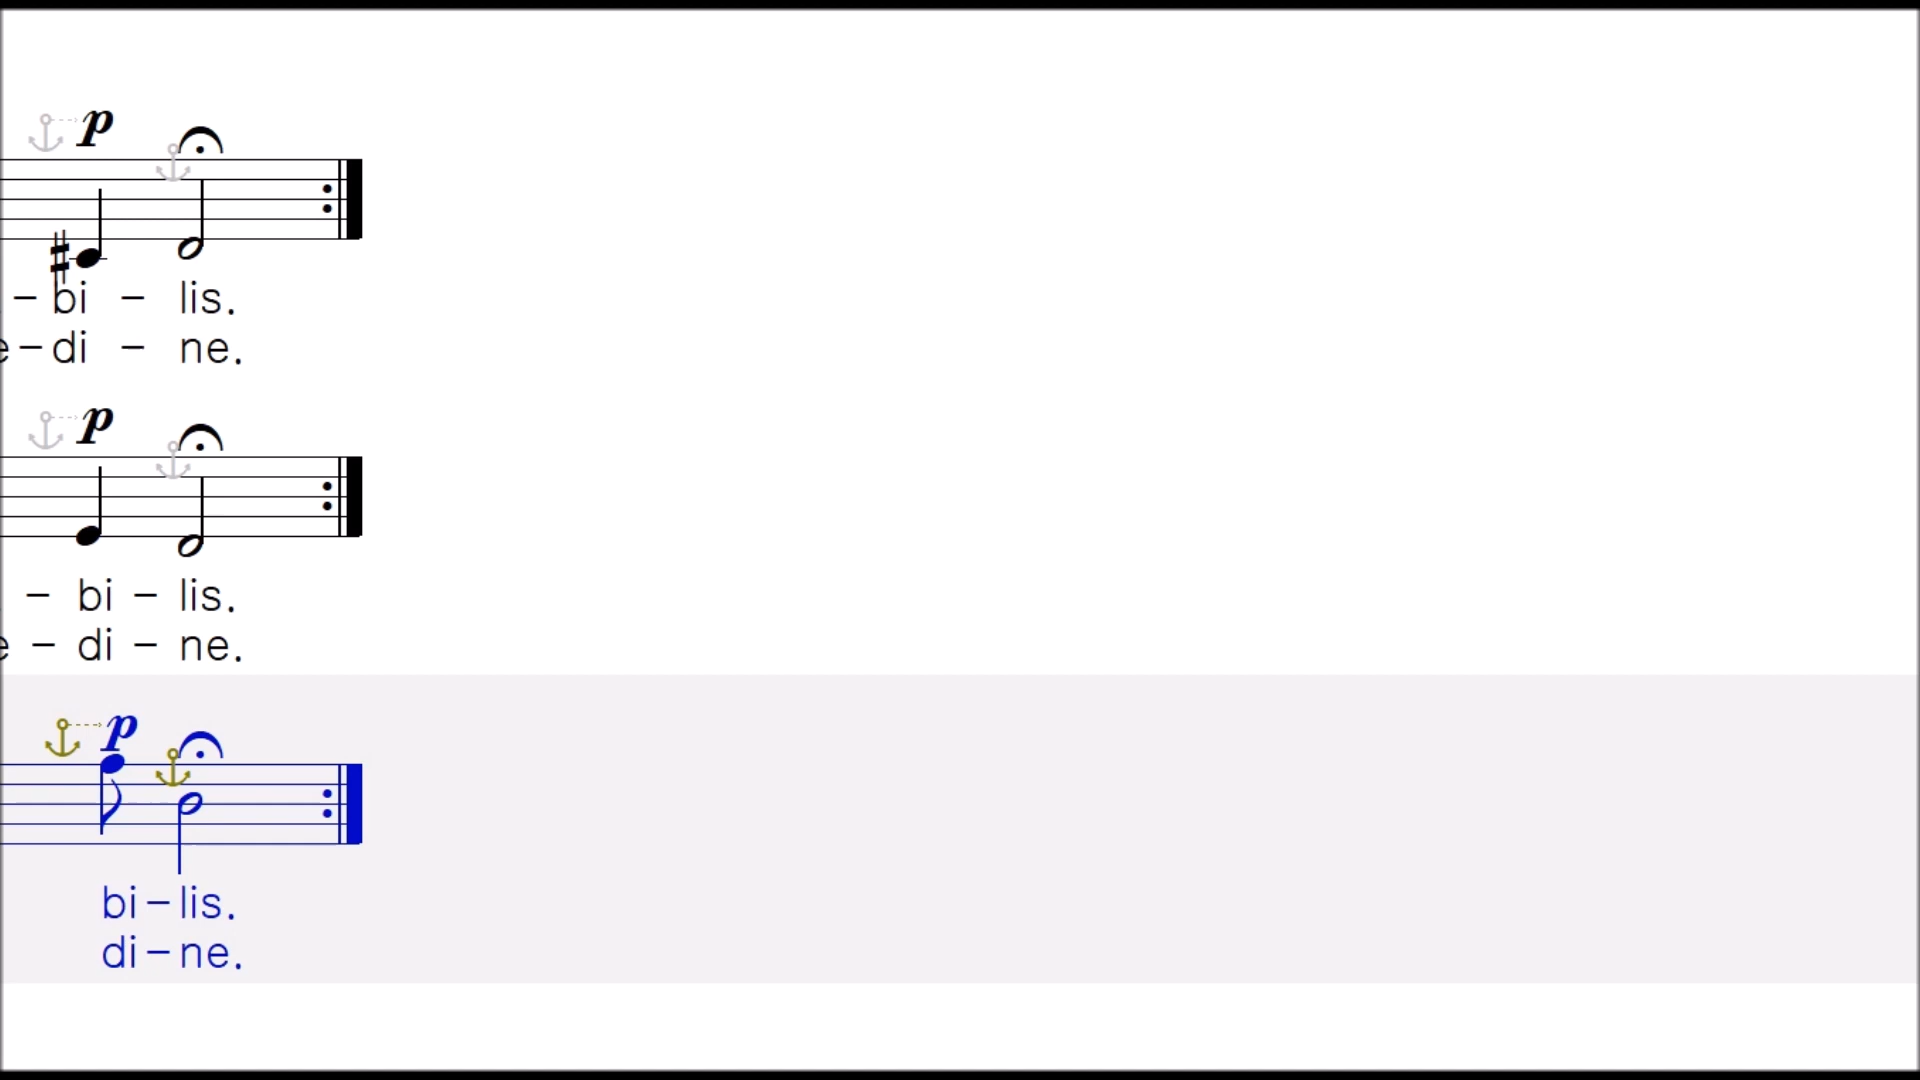 p
- bi - lis.
e - di - ne.
p
- bi - lis.
e - di - ne.
p
bi - lis.
di - ne.